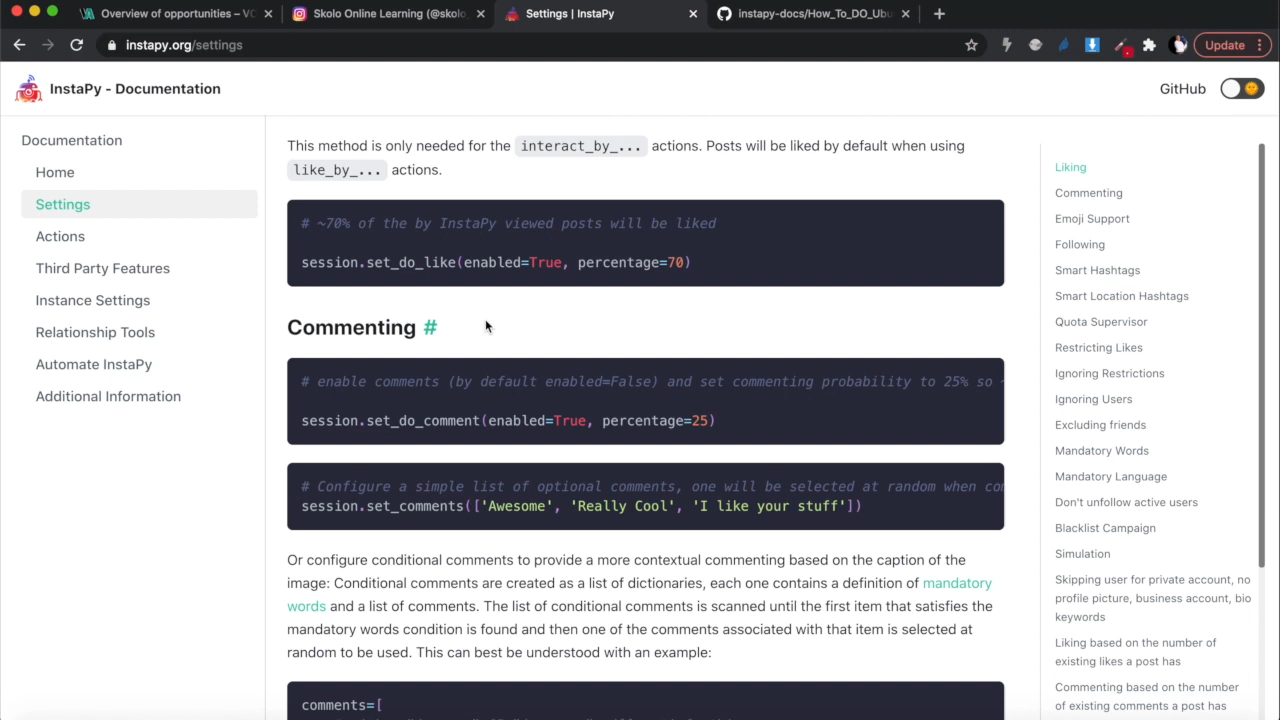 Overview of opportunities – VC
Skolo Online Learning (@skolo
Settings | InstaPy
instapy-docs/How_To_DO_Ubu
instapy.org/settings
Update
InstaPy - Documentation
GitHub
Documentation
Home
Settings
Actions
Third Party Features
Instance Settings
Relationship Tools
Automate InstaPy
Additional Information
This method is only needed for the interact_by_... actions. Posts will be liked by default when using
like_by_... actions.
# ~70% of the by InstaPy viewed posts will be liked
session.set_do_like(enabled=True, percentage=70)
Commenting #
# enable comments (by default enabled=False) and set commenting probability to 25% so ~
session.set_do_comment(enabled=True, percentage=25)
# Configure a simple list of optional comments, one will be selected at random when com
session.set_comments(['Awesome', 'Really Cool', 'I like your stuff'])
Or configure conditional comments to provide a more contextual commenting based on the caption of the
image: Conditional comments are created as a list of dictionaries, each one contains a definition of mandatory
words and a list of comments. The list of conditional comments is scanned until the first item that satisfies the
mandatory words condition is found and then one of the comments associated with that item is selected at
random to be used. This can best be understood with an example:
comments=[
Liking
Commenting
Emoji Support
Following
Smart Hashtags
Smart Location Hashtags
Quota Supervisor
Restricting Likes
Ignoring Restrictions
Ignoring Users
Excluding friends
Mandatory Words
Mandatory Language
Don't unfollow active users
Blacklist Campaign
Simulation
Skipping user for private account, no
profile picture, business account, bio
keywords
Liking based on the number of
existing likes a post has
Commenting based on the number
of existing comments a post has